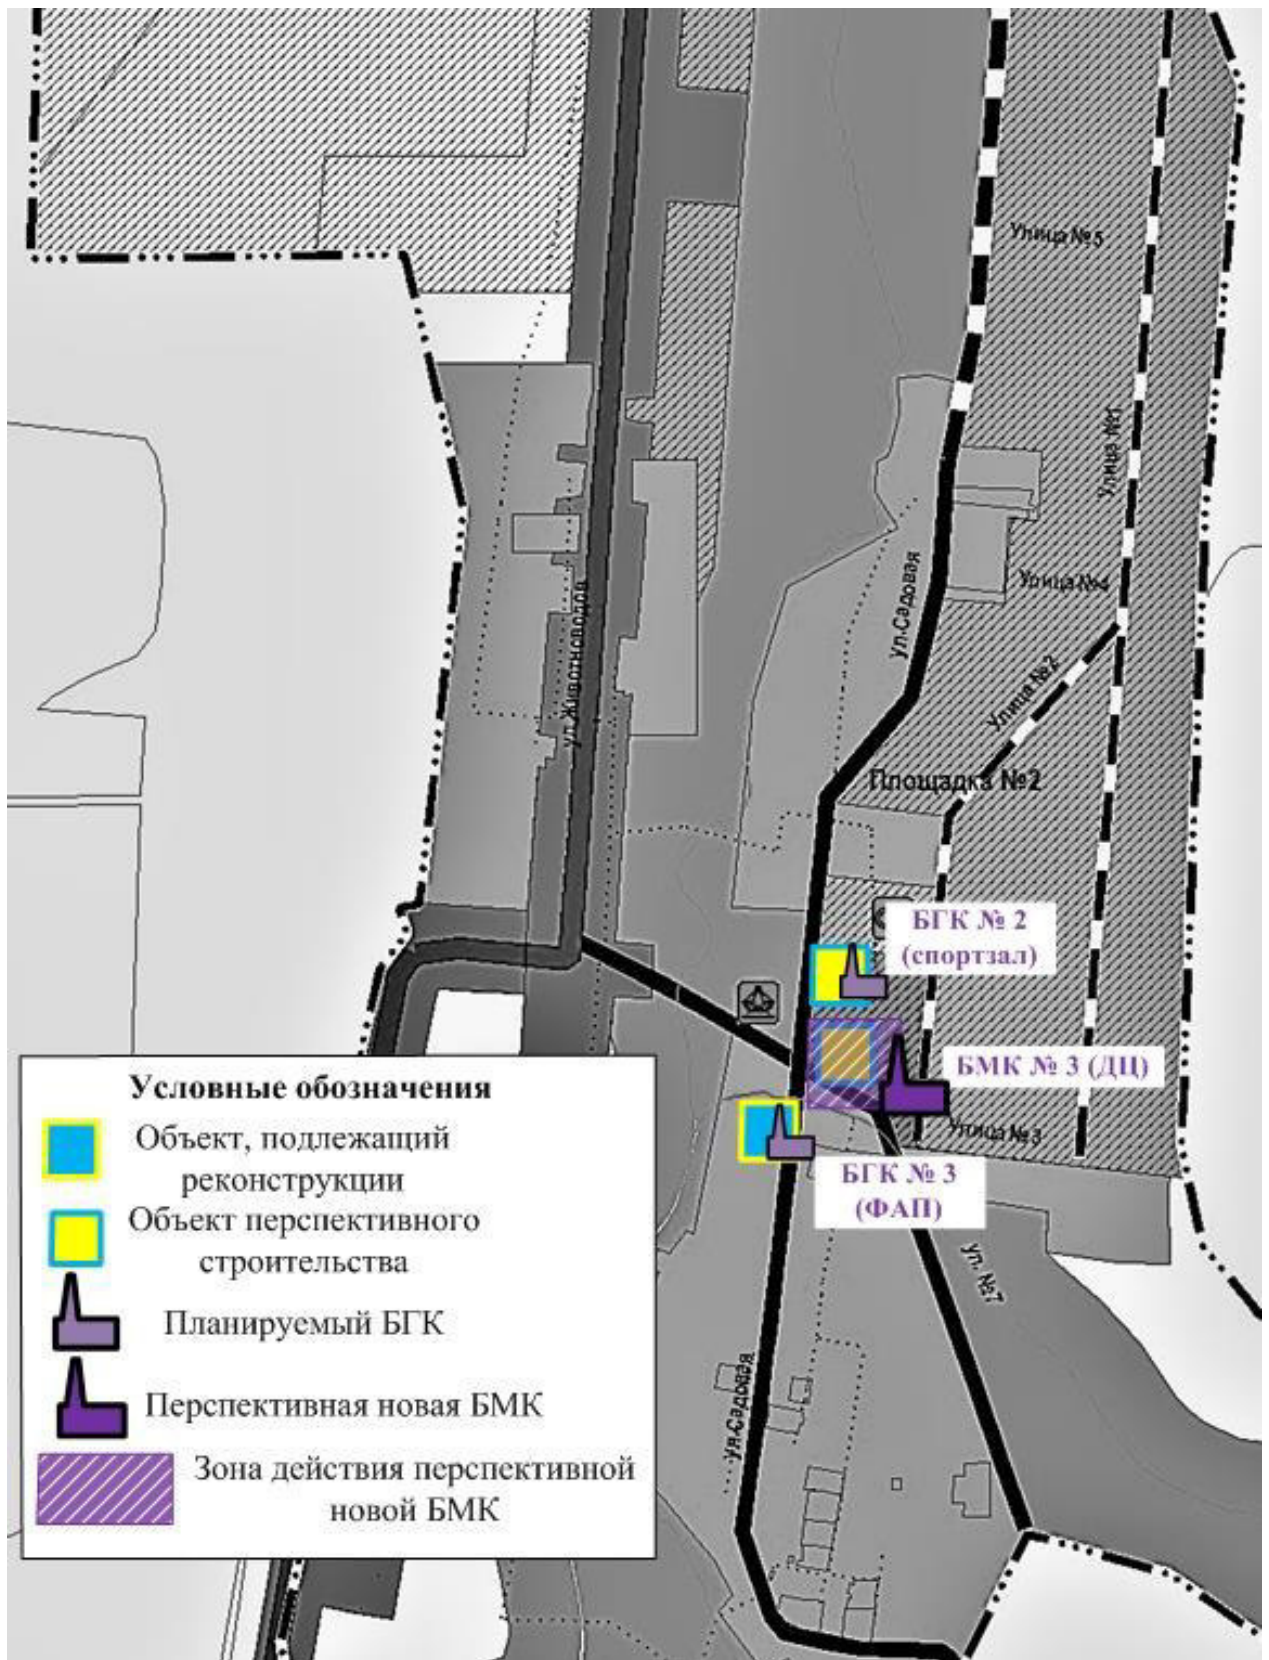 Улица №5
Улица №1
ул.Садовая
Улица №4
ул.Животноводов
Улица №2
Площадка №2
БГК № 2
(спортзал)
БМК № 3 (ДЦ)
Улица №3
БГК № 3
(ФАП)
ул. №7
ул.Садовая
Условные обозначения
Объект, подлежащий
реконструкции
Объект перспективного
строительства
Планируемый БГК
Перспективная новая БМК
Зона действия перспективной
новой БМК